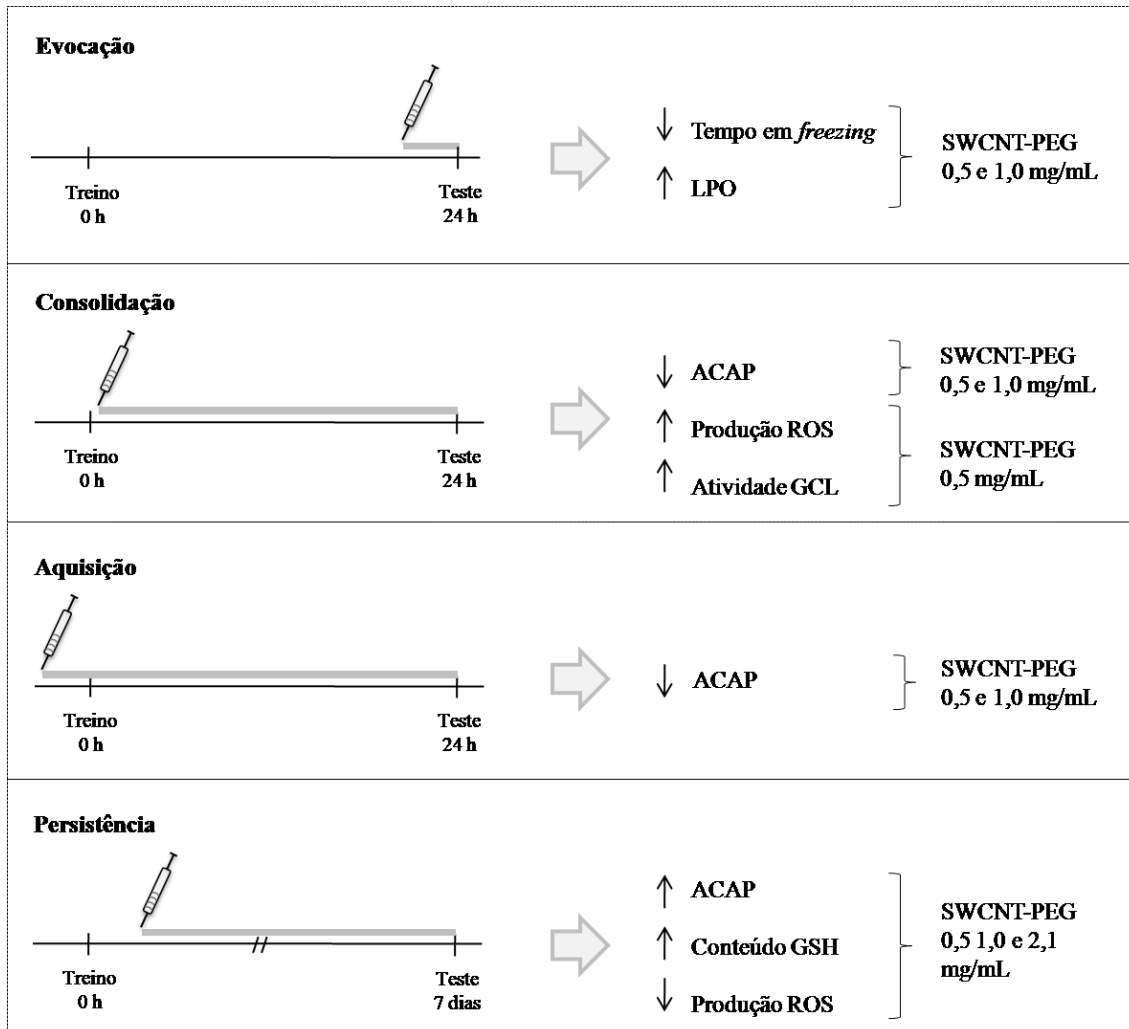 Evocação
Treino
0 h
Teste
24 h
↓ Tempo em freezing
↑ LPO
SWCNT-PEG
0,5 e 1,0 mg/mL
Consolidação
Treino
0 h
Teste
24 h
↓ ACAP
↑ Produção ROS
↑ Atividade GCL
SWCNT-PEG
0,5 e 1,0 mg/mL
SWCNT-PEG
0,5 mg/mL
Aquisição
Treino
0 h
Teste
24 h
↓ ACAP
SWCNT-PEG
0,5 e 1,0 mg/mL
Persistência
Treino
0 h
Teste
7 dias
↑ ACAP
↑ Conteúdo GSH
↓ Produção ROS
SWCNT-PEG
0,5 1,0 e 2,1
mg/mL